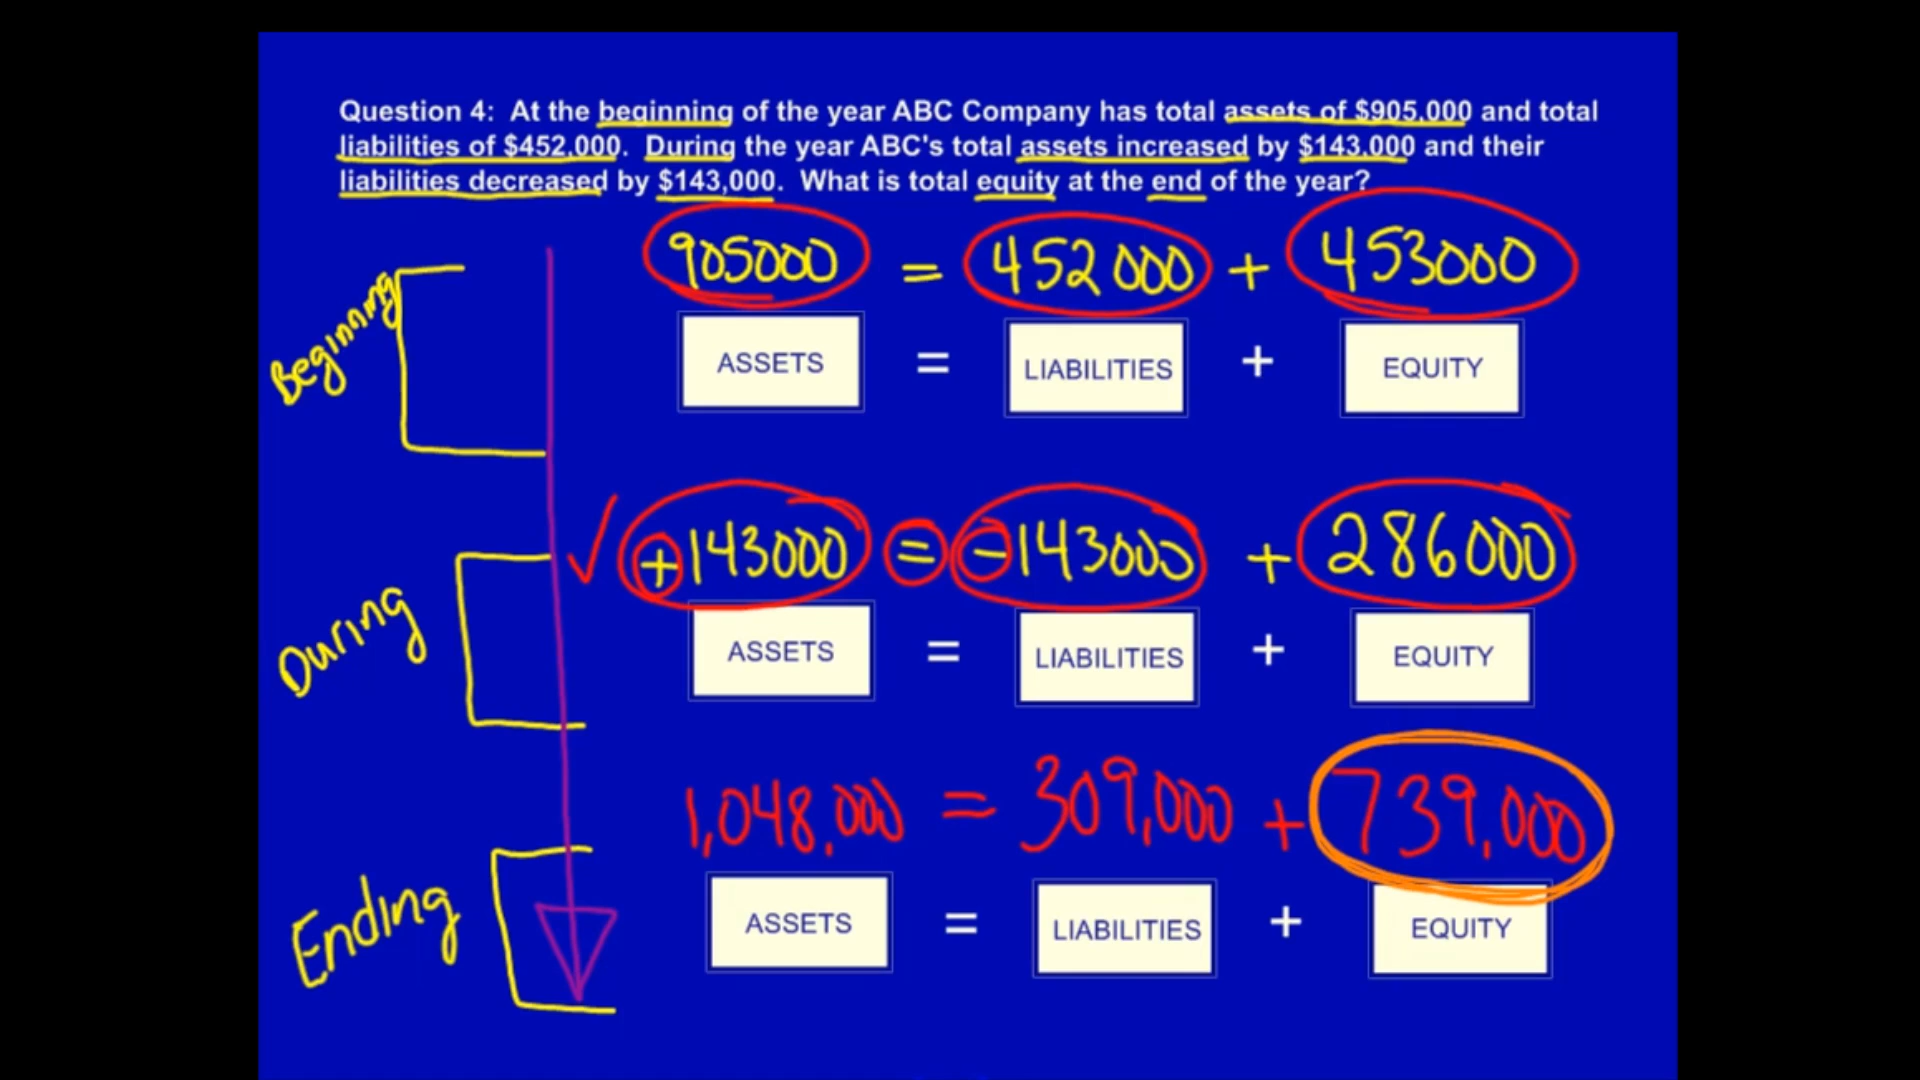 Question 4: At the beginning of the year ABC Company has total assets of $905,000 and total
liabilities of $452,000. During the year ABC's total assets increased by $143,000 and their
liabilities decreased by $143,000. What is total equity at the end of the year?
905000 = 452000 + 453000
Beginning
ASSETS = LIABILITIES + EQUITY
+143000 = -143000 + 286000
During
ASSETS = LIABILITIES + EQUITY
1,048,000 = 309,000 + 739,000
Ending
ASSETS = LIABILITIES + EQUITY